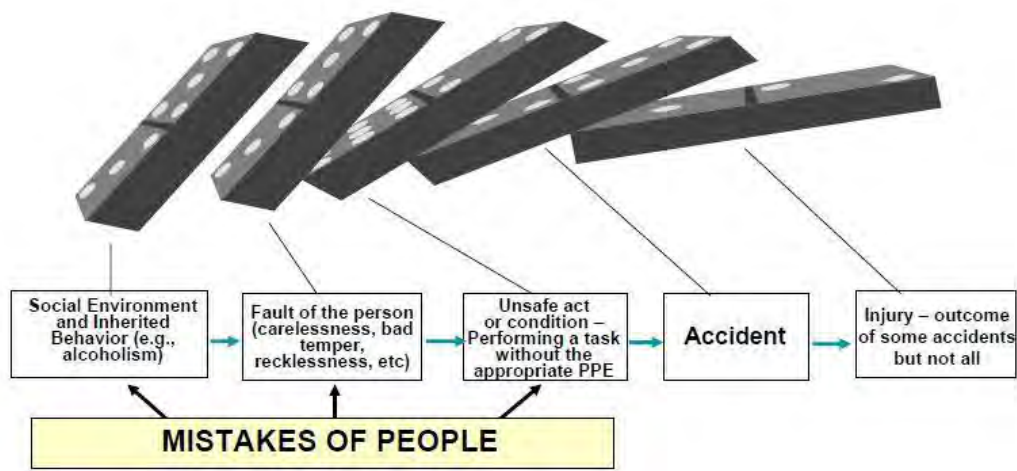 Social Environment
and Inherited
Behavior (e.g.,
alcoholism)
Fault of the person
(carelessness, bad
temper,
recklessness, etc)
Unsafe act
or condition –
Performing a task
without the
appropriate PPE
Accident
Injury – outcome
of some accidents
but not all
MISTAKES OF PEOPLE